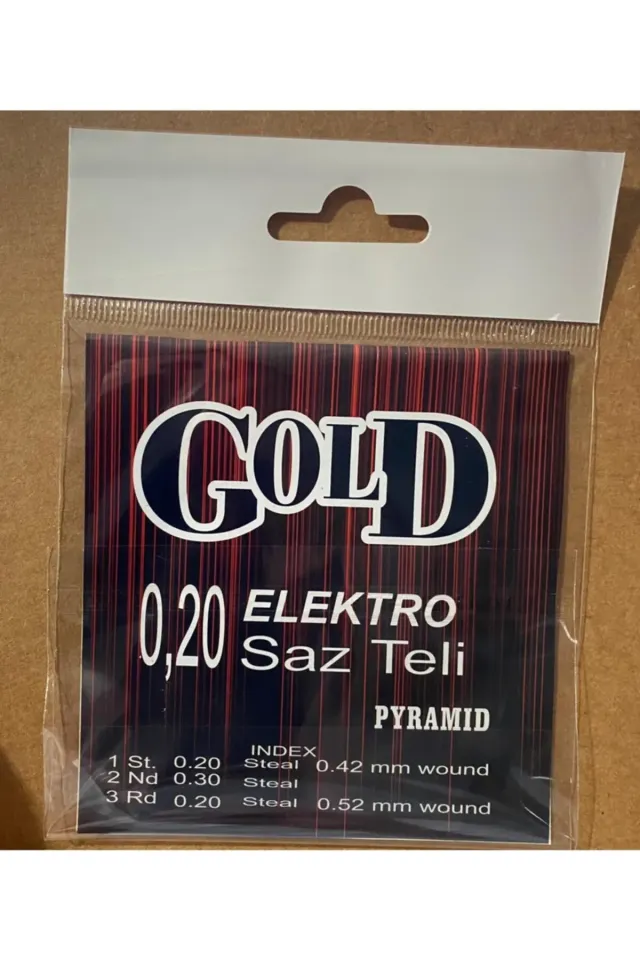 GOLD
0,20 ELEKTRO
Saz Teli
PYRAMID
INDEX
1 St. 0.20 Steal 0.42 mm wound
2 Nd 0.30 Steal
3 Rd 0.20 Steal 0.52 mm wound